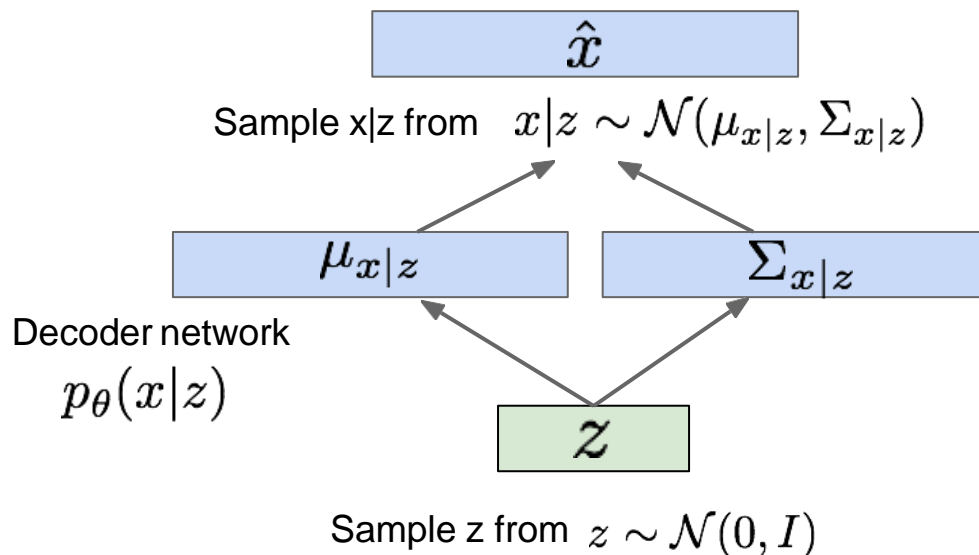 x̂
Sample x|z from x|z ∼ 𝒩(μ_{x|z}, Σ_{x|z})
μ_{x|z} Σ_{x|z}
Decoder network
p_θ(x|z)
z
Sample z from z ∼ 𝒩(0, I)